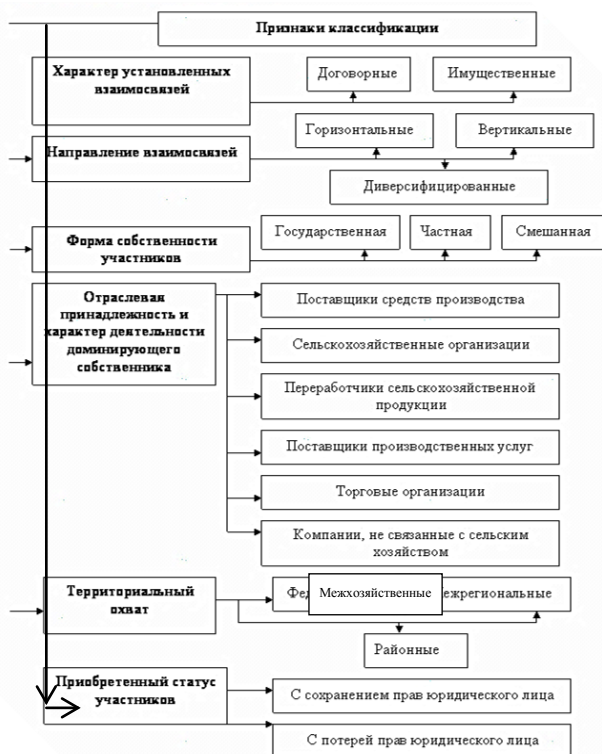 Признаки классификации
Характер установленных
взаимосвязей
Договорные
Имущественные
Горизонтальные
Вертикальные
Направление взаимосвязей
Диверсифицированные
Государственная
Частная
Смешанная
Форма собственности
участников
Отраслевая
принадлежность и
характер деятельности
доминирующего
собственника
Поставщики средств производства
Сельскохозяйственные организации
Переработчики сельскохозяйственной
продукции
Поставщики производственных услуг
Торговые организации
Компании, не связанные с сельским
хозяйством
Территориальный
охват
Межхозяйственные
Районные
Приобретенный статус
участников
С сохранением прав юридического лица
С потерей прав юридического лица